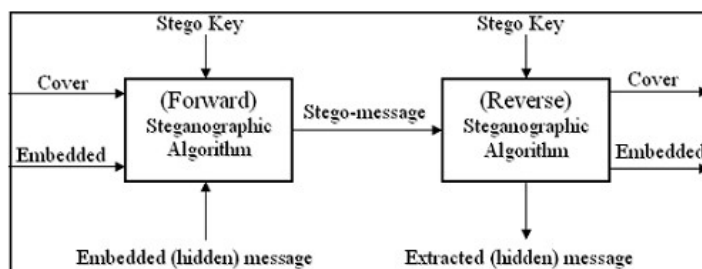 Stego Key
Stego Key
Cover
(Forward)
Steganographic
Algorithm
Embedded
Stego-message
(Reverse)
Steganographic
Algorithm
Cover
Embedded
Embedded (hidden) message
Extracted (hidden) message